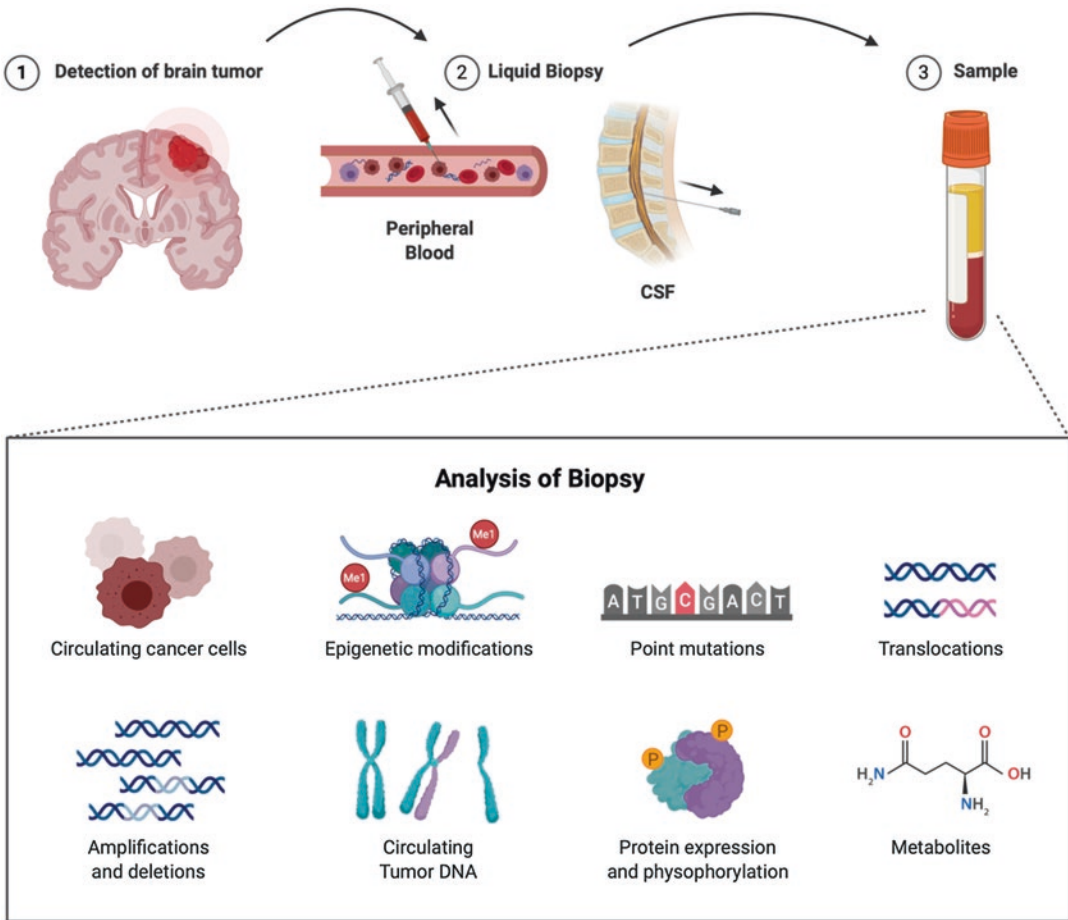 1 Detection of brain tumor
2 Liquid Biopsy
3 Sample
Peripheral
Blood
CSF
Analysis of Biopsy
Me1
Me1
A T G C G A C T
Circulating cancer cells
Epigenetic modifications
Point mutations
Translocations
P
P
O
O
H₂N
OH
NH₂
Amplifications
and deletions
Circulating
Tumor DNA
Protein expression
and physophorylation
Metabolites